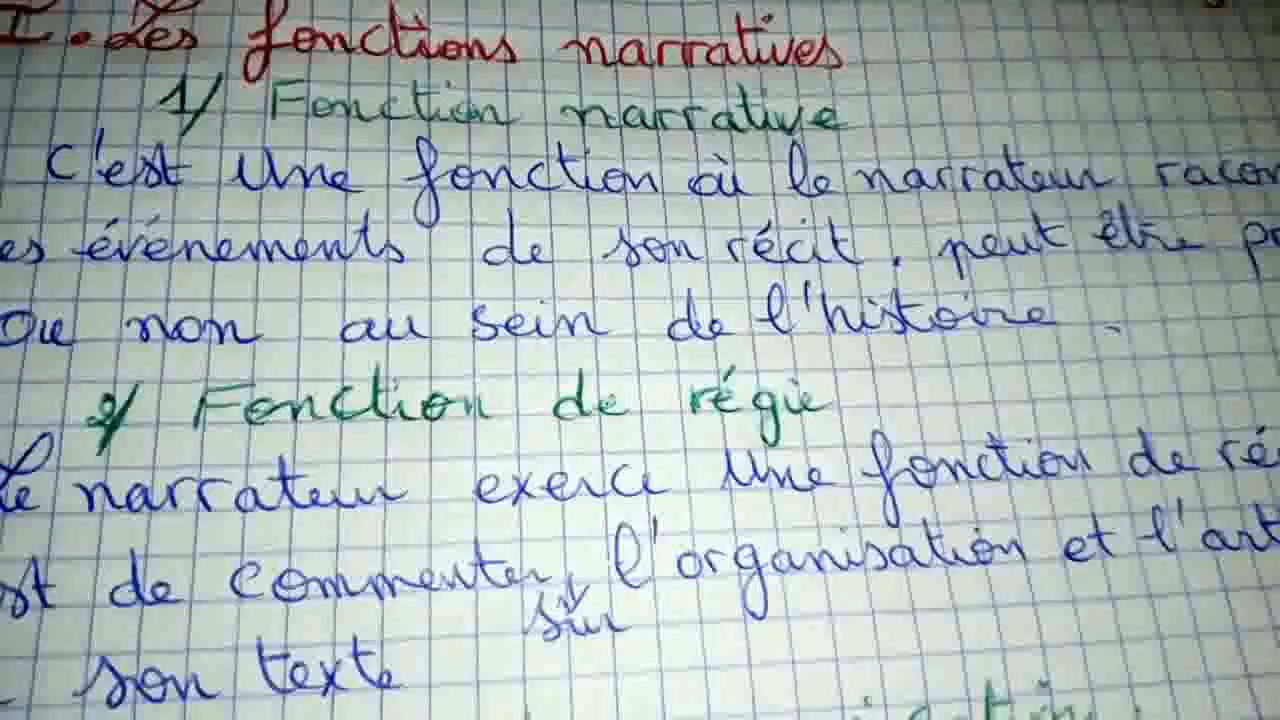 I. Les fonctions narratives
1/ Fonction narrative
C'est une fonction où le narrateur racon
es événements de son récit. peut être pr
ou non au sein de l'histoire.
2/ Fonction de régie
Le narrateur exerce une fonction de ré
st de commenter l'organisation et l'art
sur
son texte